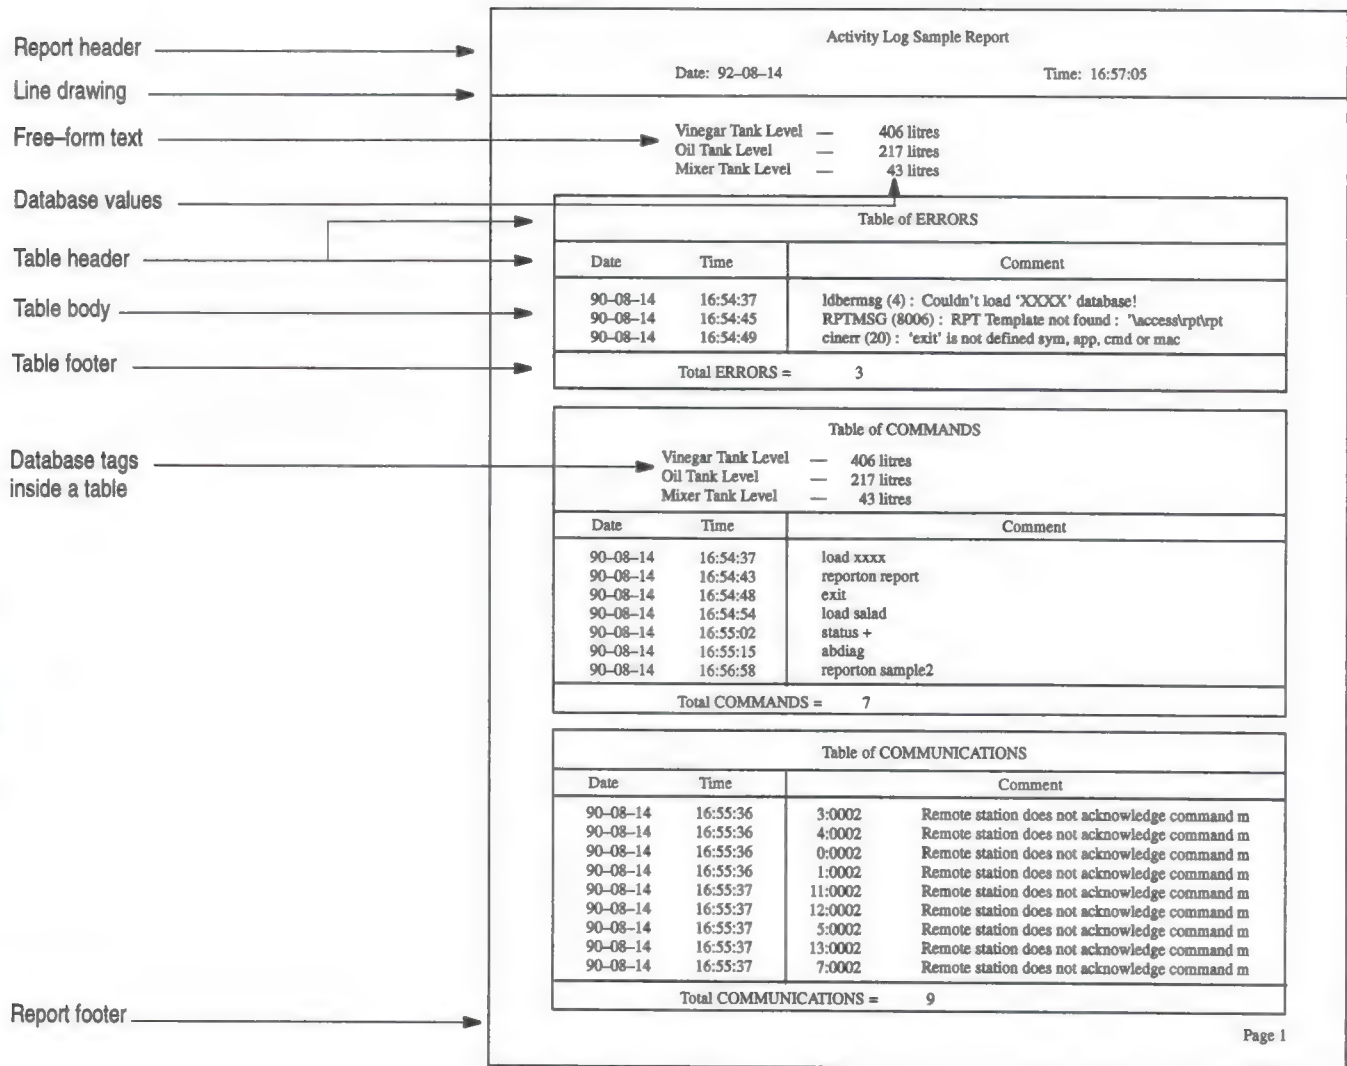 Report header
Line drawing
Free–form text
Database values
Table header
Table body
Table footer
Database tags
inside a table
Report footer
Activity Log Sample Report
Date: 92–08–14 Time: 16:57:05
Vinegar Tank Level — 406 litres
Oil Tank Level — 217 litres
Mixer Tank Level — 43 litres
Table of ERRORS
Date Time Comment
90–08–14 16:54:37 ldbermsg (4) : Couldn't load 'XXXX' database!
90–08–14 16:54:45 RPTMSG (8006) : RPT Template not found : '\access\rpt\rpt
90–08–14 16:54:49 cinerr (20) : 'exit' is not defined sym, app, cmd or mac
Total ERRORS = 3
Table of COMMANDS
Vinegar Tank Level — 406 litres
Oil Tank Level — 217 litres
Mixer Tank Level — 43 litres
Date Time Comment
90–08–14 16:54:37 load xxxx
90–08–14 16:54:43 reporton report
90–08–14 16:54:48 exit
90–08–14 16:54:54 load salad
90–08–14 16:55:02 status +
90–08–14 16:55:15 abdiag
90–08–14 16:56:58 reporton sample2
Total COMMANDS = 7
Table of COMMUNICATIONS
Date Time Comment
90–08–14 16:55:36 3:0002 Remote station does not acknowledge command m
90–08–14 16:55:36 4:0002 Remote station does not acknowledge command m
90–08–14 16:55:36 0:0002 Remote station does not acknowledge command m
90–08–14 16:55:36 1:0002 Remote station does not acknowledge command m
90–08–14 16:55:37 11:0002 Remote station does not acknowledge command m
90–08–14 16:55:37 12:0002 Remote station does not acknowledge command m
90–08–14 16:55:37 5:0002 Remote station does not acknowledge command m
90–08–14 16:55:37 13:0002 Remote station does not acknowledge command m
90–08–14 16:55:37 7:0002 Remote station does not acknowledge command m
Total COMMUNICATIONS = 9
Page 1